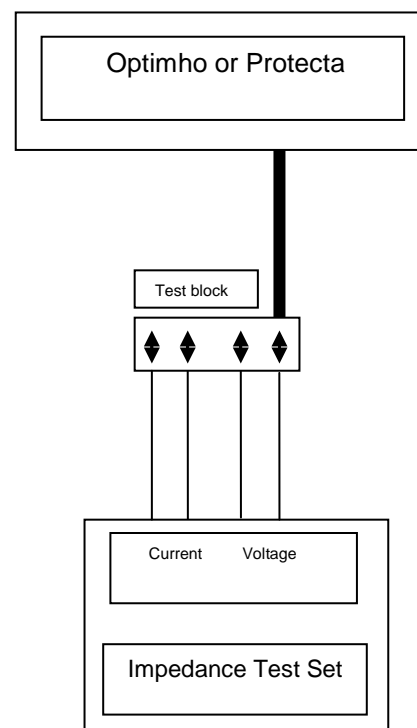 Optimho or Protecta
Test block
Current Voltage
Impedance Test Set